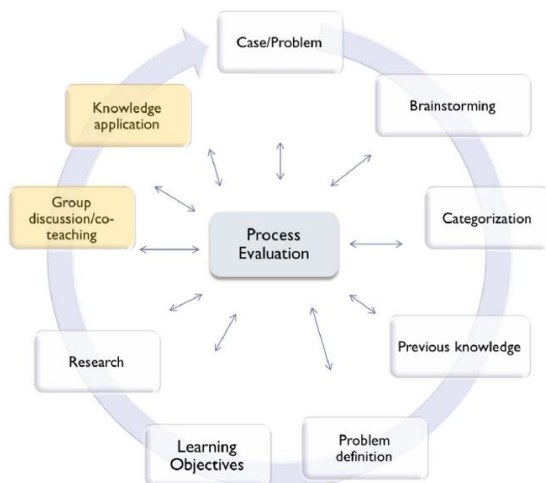 Case/Problem
Brainstorming
Categorization
Previous knowledge
Problem
definition
Learning
Objectives
Research
Group
discussion/co-
teaching
Knowledge
application
Process
Evaluation